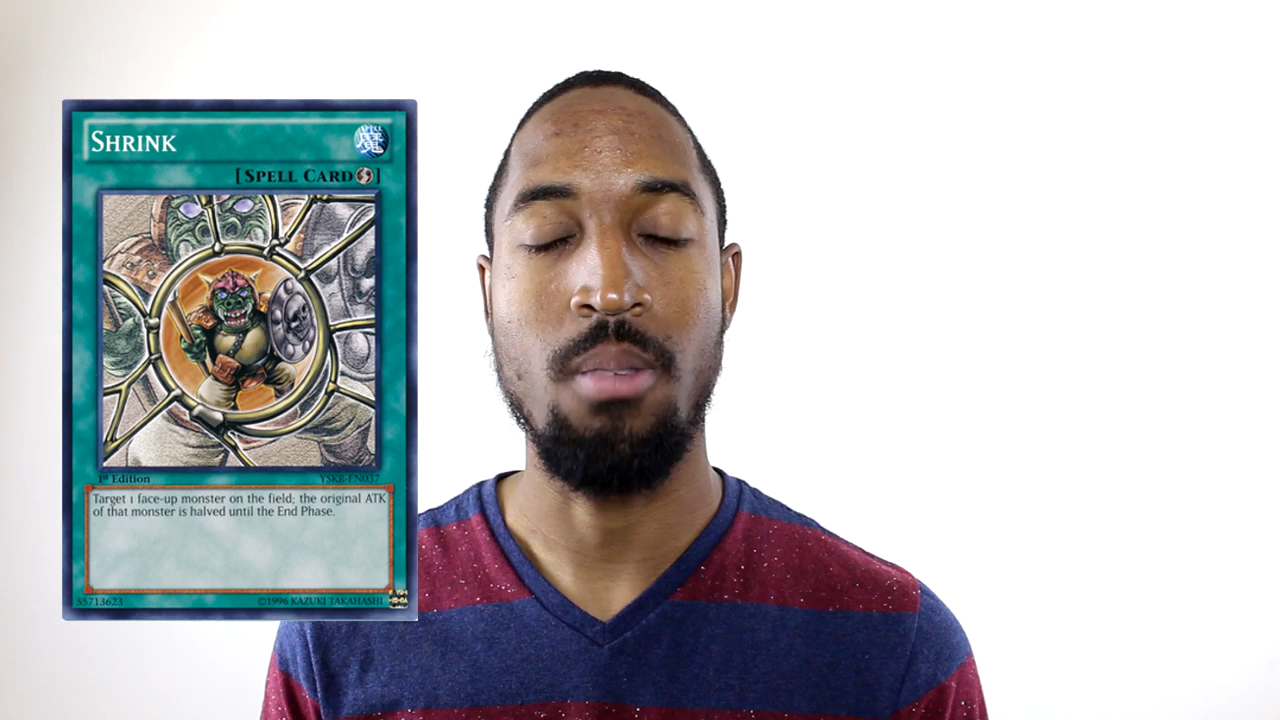 SHRINK
魔
[SPELL CARD]
1st Edition
YSKR-EN037
Target 1 face-up monster on the field; the original ATK
of that monster is halved until the End Phase.
55713623
©1996 KAZUKI TAKAHASHI